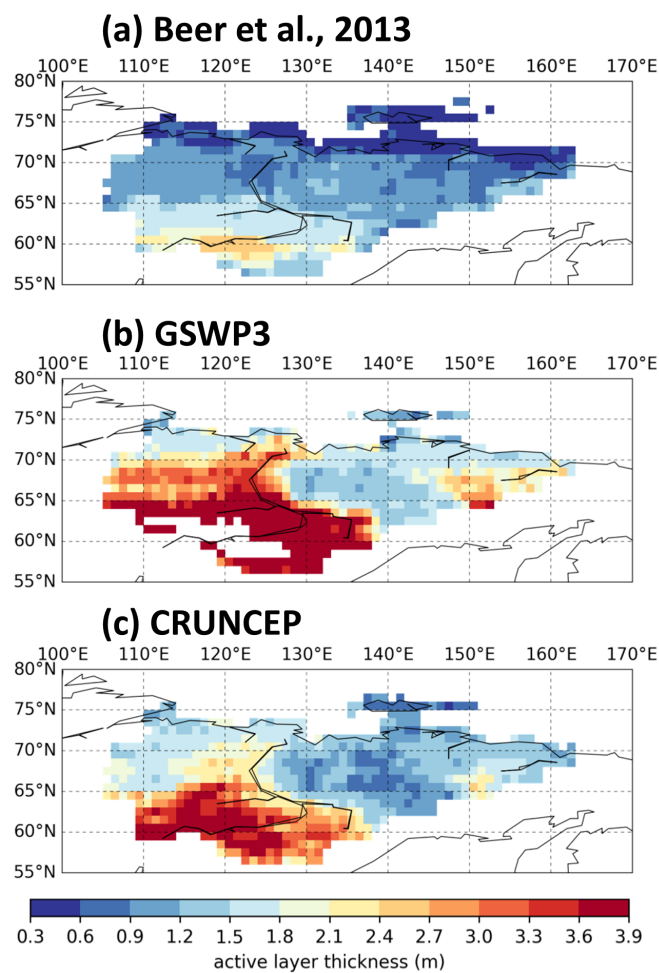 (a) Beer et al., 2013
100°E 110°E 120°E 130°E 140°E 150°E 160°E 170°E
80°N
75°N
70°N
65°N
60°N
55°N
(b) GSWP3
100°E 110°E 120°E 130°E 140°E 150°E 160°E 170°E
80°N
75°N
70°N
65°N
60°N
55°N
(c) CRUNCEP
100°E 110°E 120°E 130°E 140°E 150°E 160°E 170°E
80°N
75°N
70°N
65°N
60°N
55°N
0.3 0.6 0.9 1.2 1.5 1.8 2.1 2.4 2.7 3.0 3.3 3.6 3.9
active layer thickness (m)